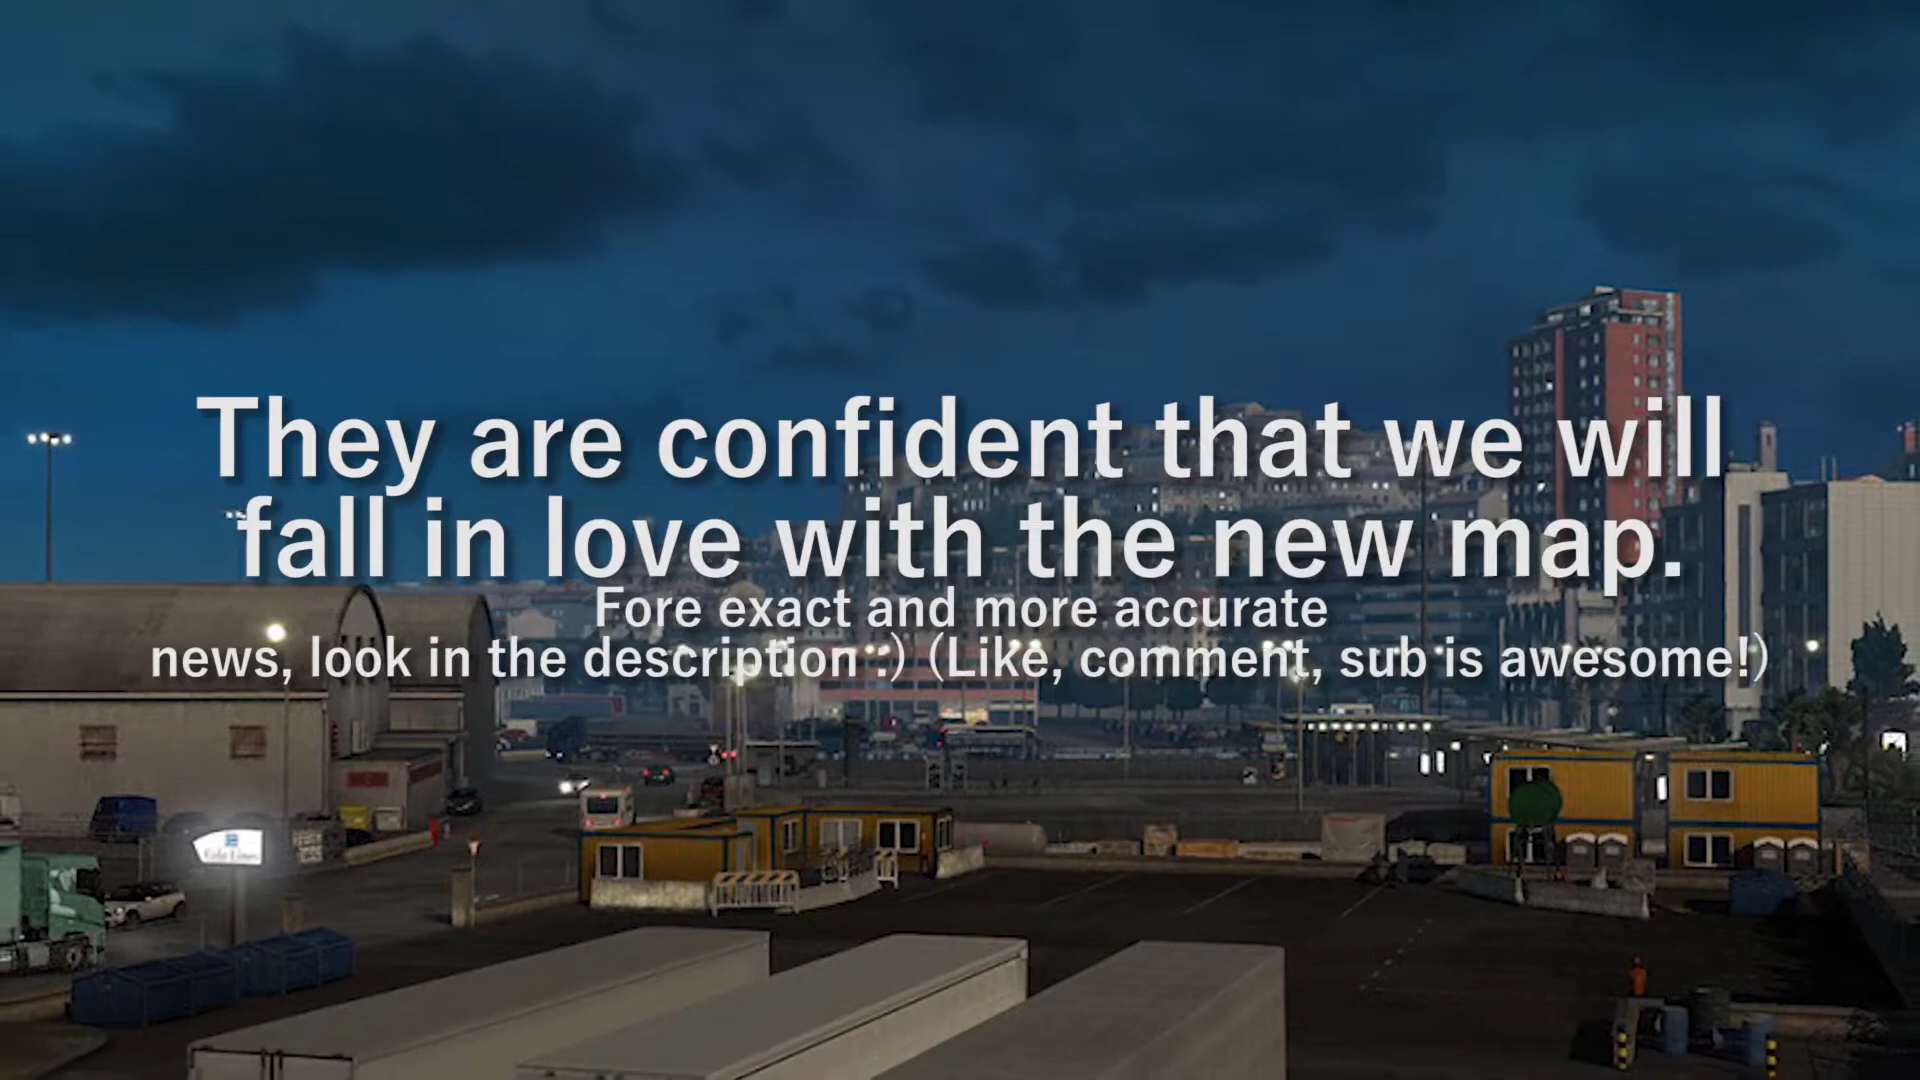 They are confident that we will
fall in love with the new map.
Fore exact and more accurate
news, look in the description :) (Like, comment, sub is awesome!)